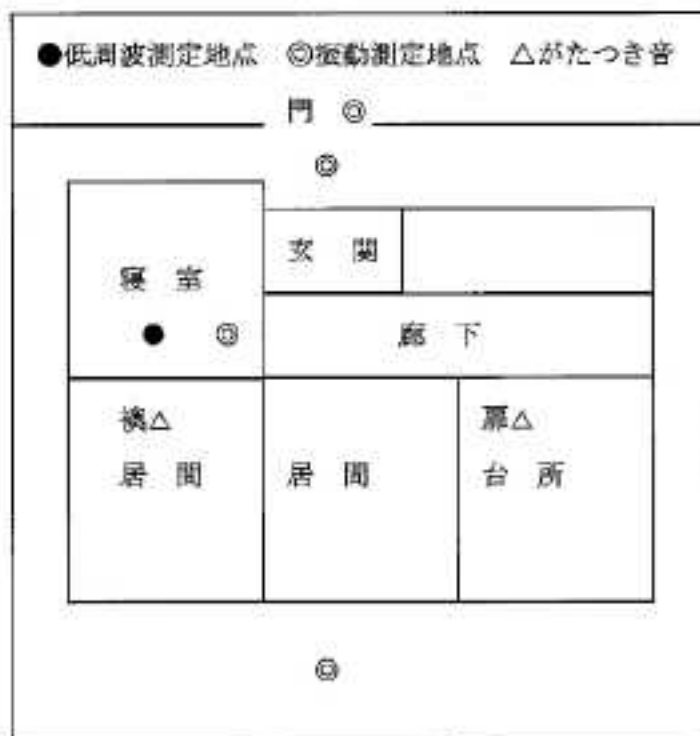 ●低周波測定地点 ◎振動測定地点 △がたつき音
門 ◎
◎
玄 関
寝 室
● ◎
廊 下
襖△
扉△
居 間
居 間
台 所
◎